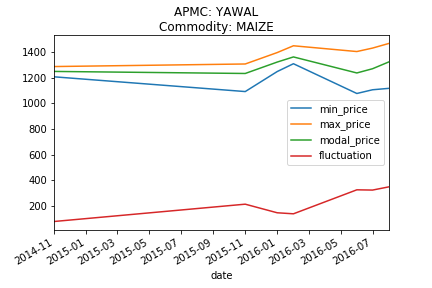 APMC: YAWAL
Commodity: MAIZE
1400
1200
1000
800
600
400
200
min_price
max_price
modal_price
fluctuation
2014-11
2015-01
2015-03
2015-05
2015-07
2015-09
2015-11
2016-01
2016-03
2016-05
2016-07
date